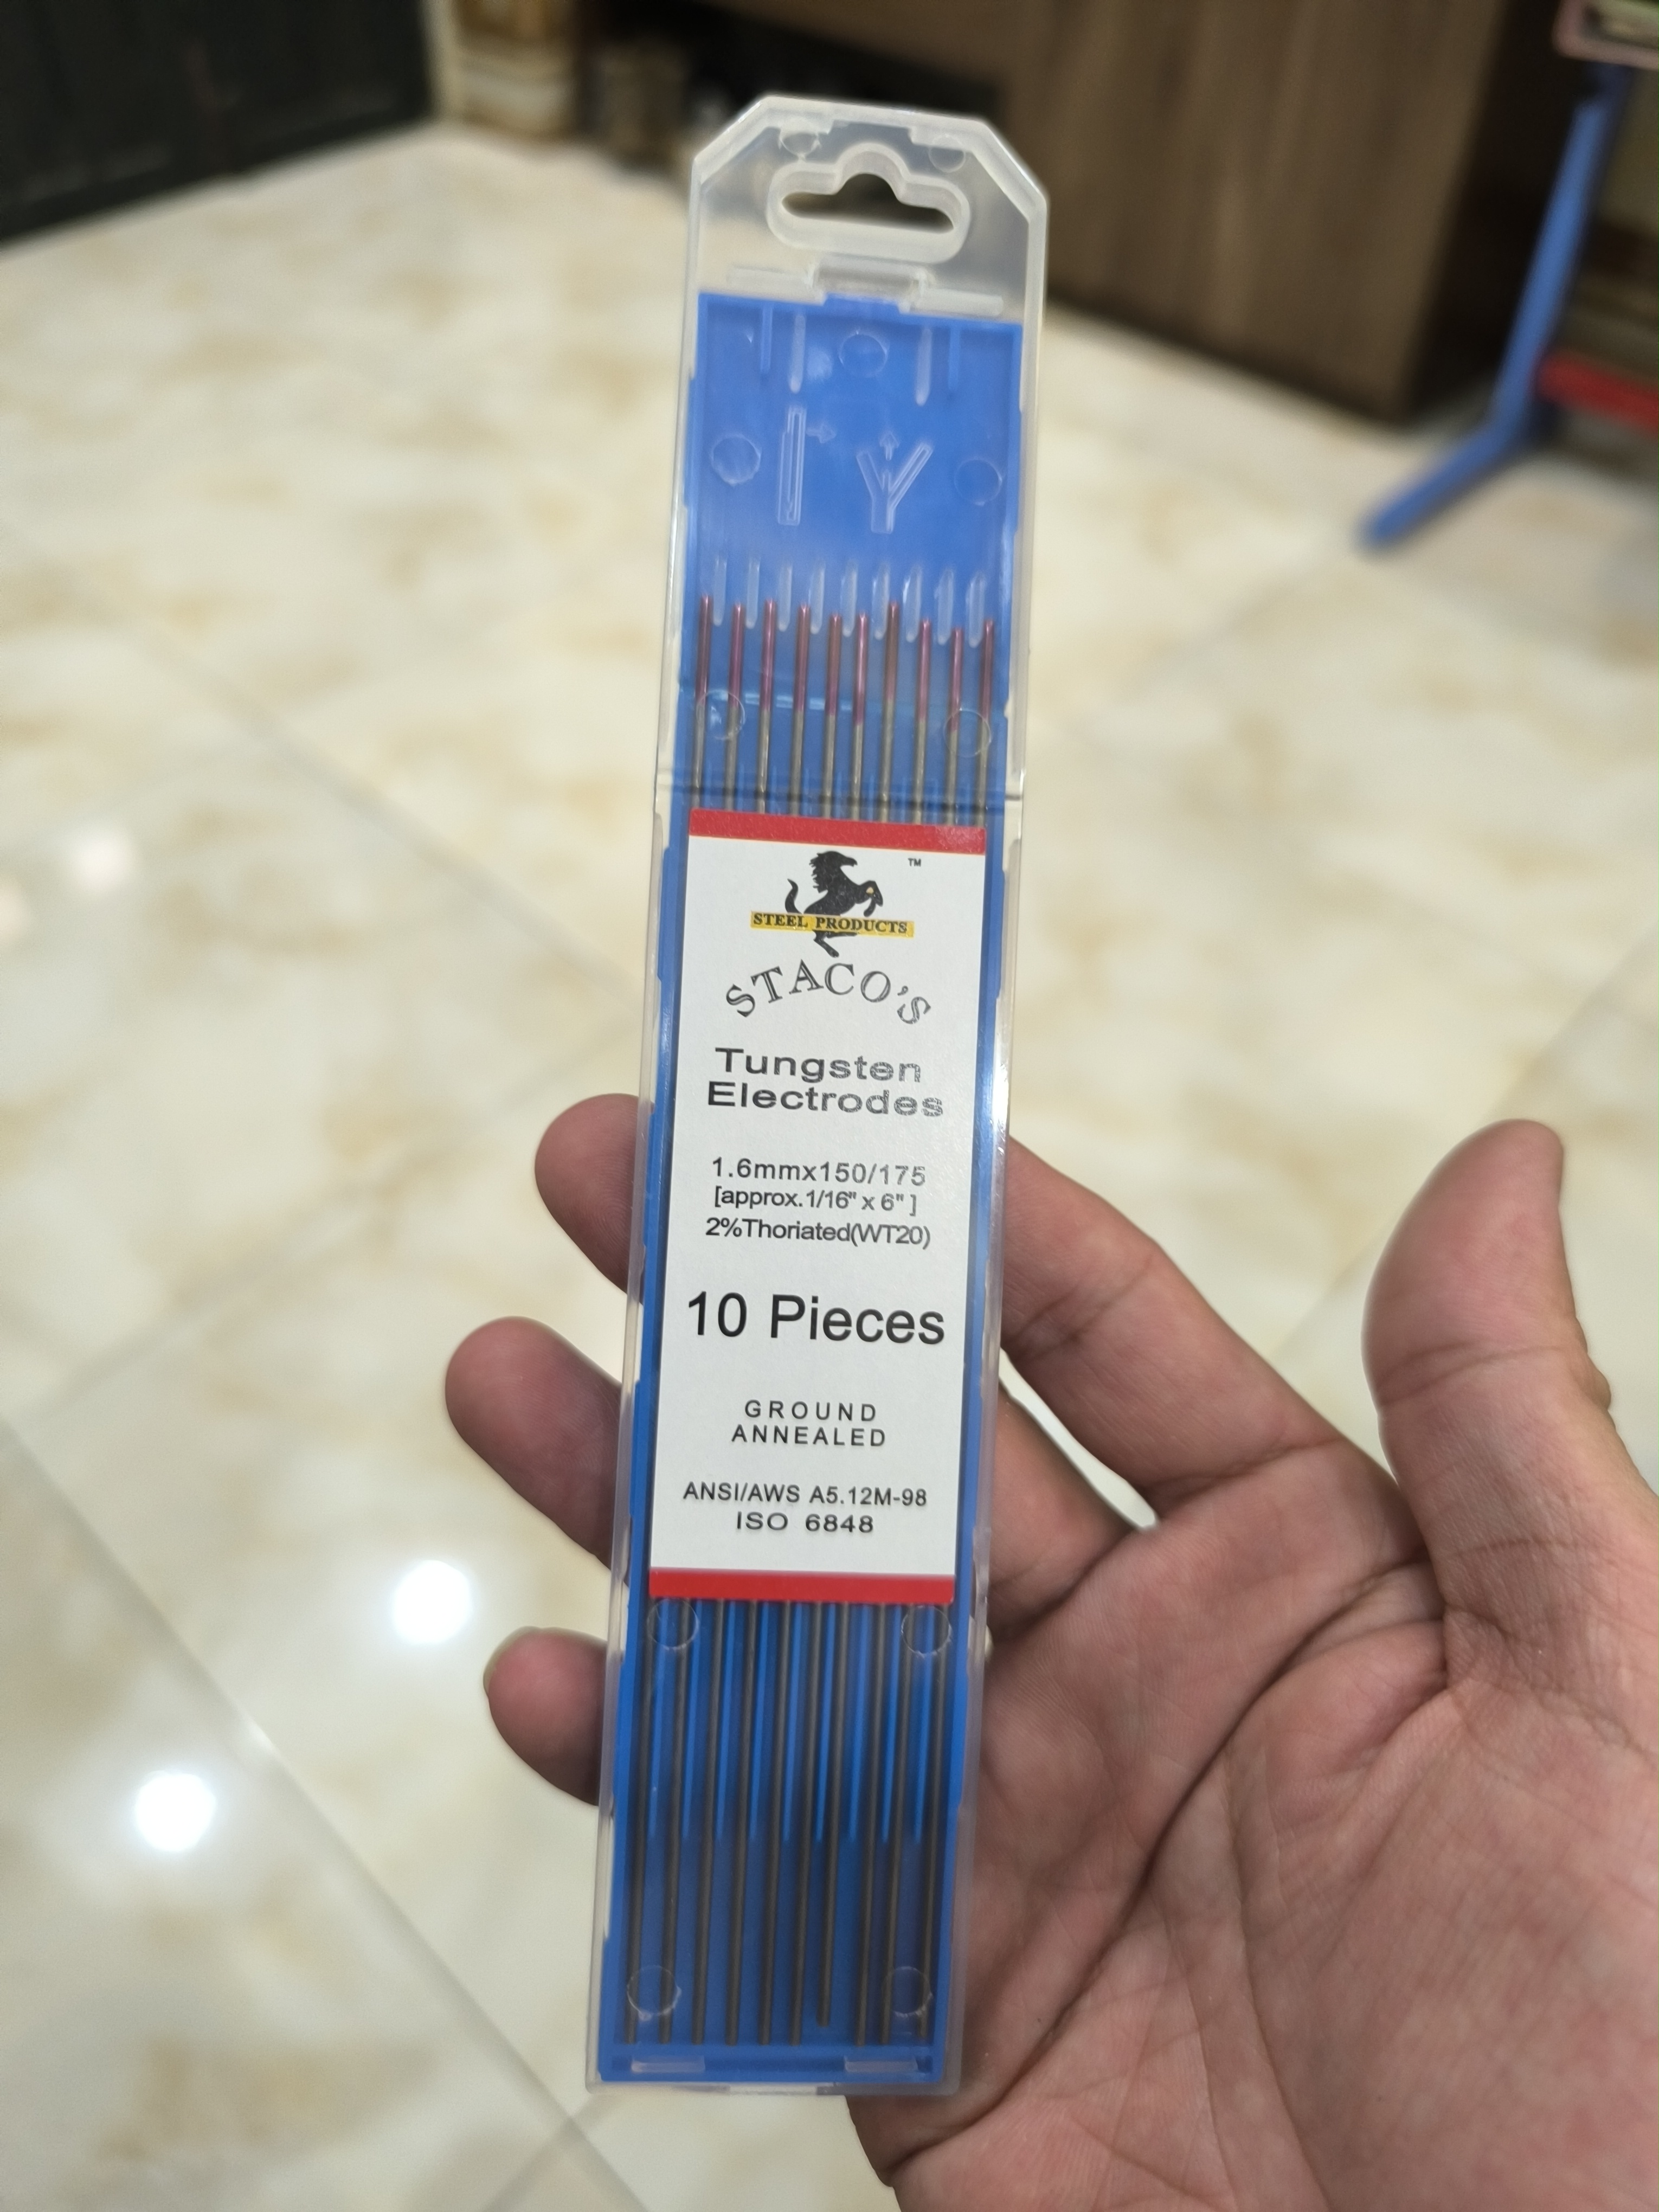 I Y
TM
STEEL PRODUCTS
STACO'S
Tungsten
Electrodes
1.6mmx150/175
[approx.1/16" x 6" ]
2%Thoriated(WT20)
10 Pieces
GROUND
ANNEALED
ANSI/AWS A5.12M-98
ISO 6848